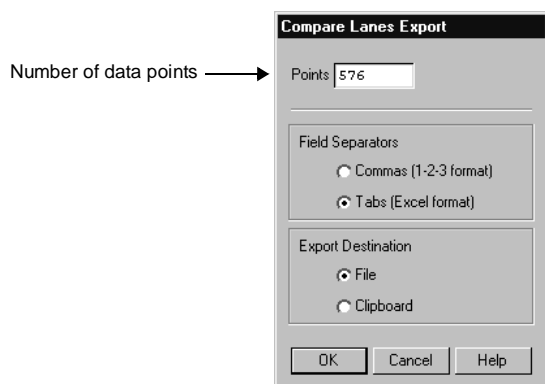 Compare Lanes Export
Number of data points
Points 576
Field Separators
Commas (1-2-3 format)
Tabs (Excel format)
Export Destination
File
Clipboard
OK Cancel Help